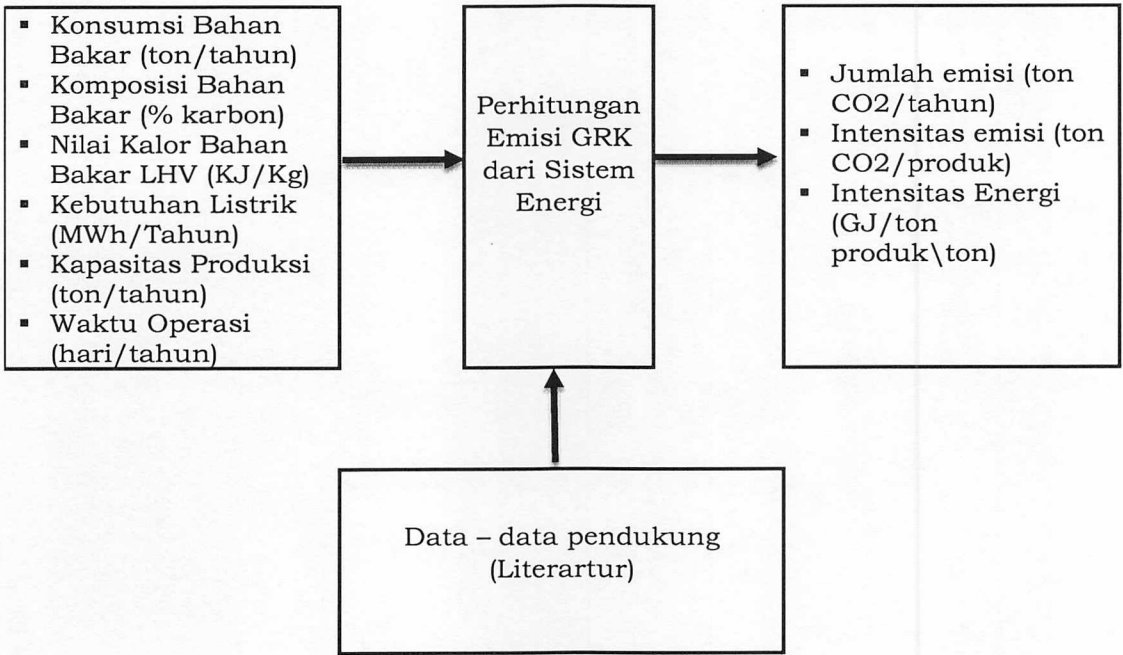 ▪ Konsumsi Bahan
Bakar (ton/tahun)
▪ Komposisi Bahan
Bakar (% karbon)
▪ Nilai Kalor Bahan
Bakar LHV (KJ/Kg)
▪ Kebutuhan Listrik
(MWh/Tahun)
▪ Kapasitas Produksi
(ton/tahun)
▪ Waktu Operasi
(hari/tahun)
Perhitungan
Emisi GRK
dari Sistem
Energi
▪ Jumlah emisi (ton
CO2/tahun)
▪ Intensitas emisi (ton
CO2/produk)
▪ Intensitas Energi
(GJ/ton
produk\ton)
Data – data pendukung
(Literartur)